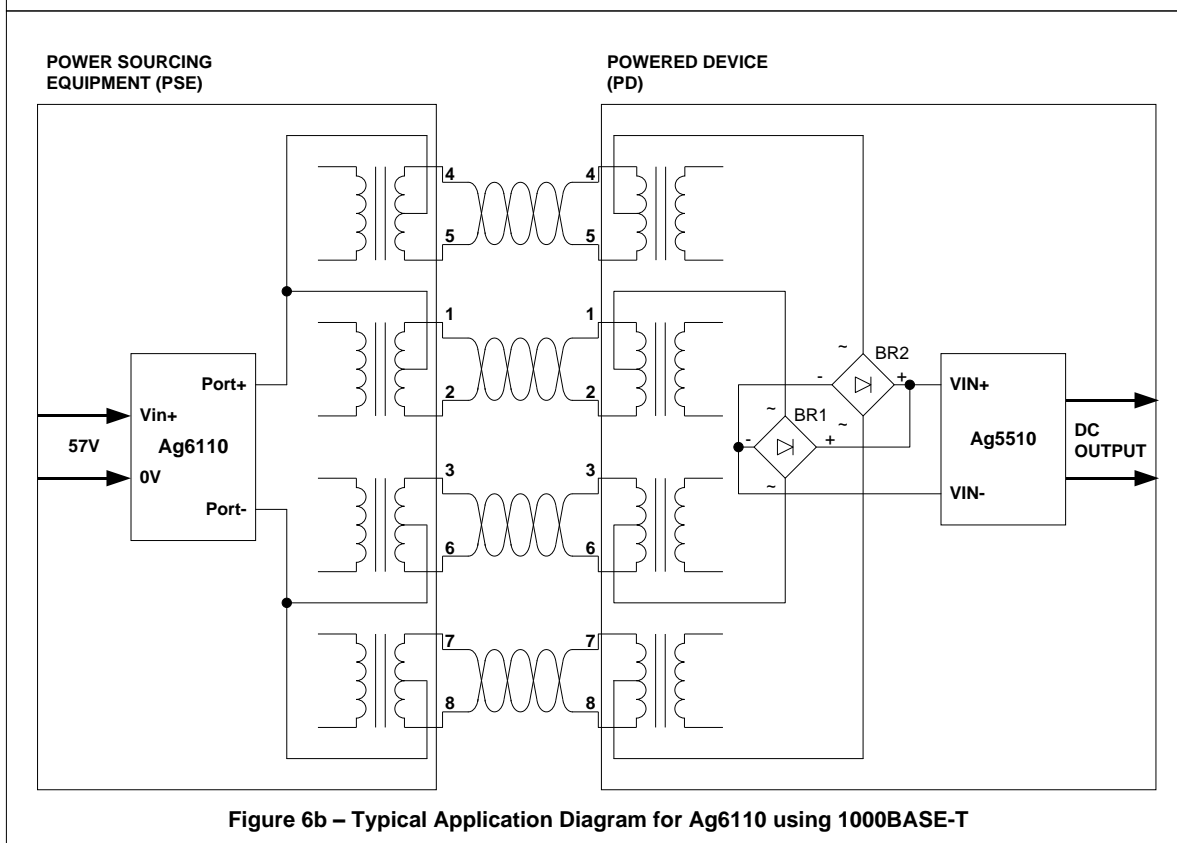 POWER SOURCING
EQUIPMENT (PSE)
POWERED DEVICE
(PD)
4
4
5
5
1
1
2
2
3
3
6
6
7
7
8
8
Port+
Vin+
57V
Ag6110
0V
Port-
~
BR2
-
+
~
~
BR1
-
+
~
VIN+
Ag5510
VIN-
DC
OUTPUT
Figure 6b – Typical Application Diagram for Ag6110 using 1000BASE-T